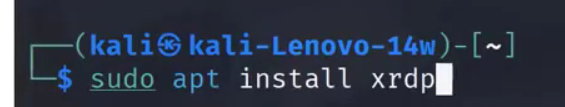 ┌──(kali㉿kali-Lenovo-14w)-[~]
└─$ sudo apt install xrdp